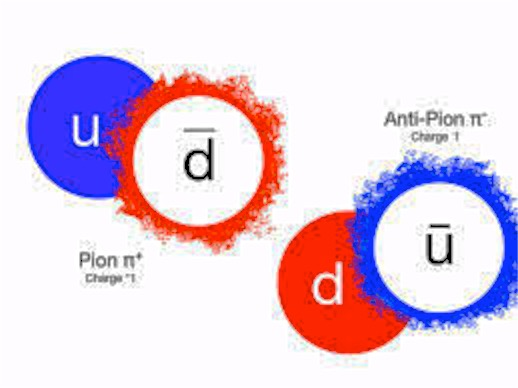 u
d̅
Pion π⁺
Charge ⁺1
Anti-Pion π⁻
Charge ⁻1
d
u̅